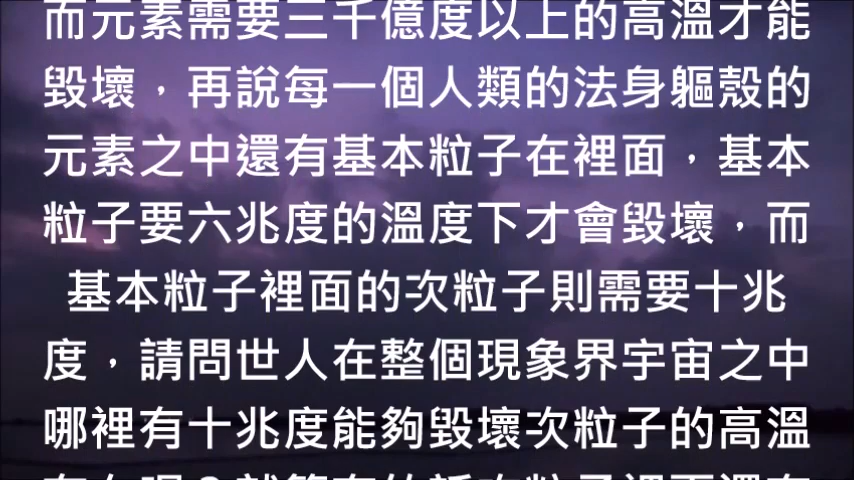 而元素需要三千億度以上的高溫才能
毀壞，再說每一個人類的法身軀殼的
元素之中還有基本粒子在裡面，基本
粒子要六兆度的溫度下才會毀壞，而
基本粒子裡面的次粒子則需要十兆
度，請問世人在整個現象界宇宙之中
哪裡有十兆度能夠毀壞次粒子的高溫